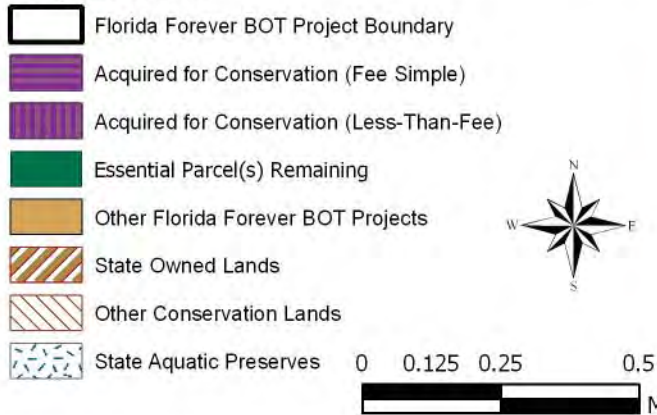 Florida Forever BOT Project Boundary
Acquired for Conservation (Fee Simple)
Acquired for Conservation (Less-Than-Fee)
Essential Parcel(s) Remaining
Other Florida Forever BOT Projects
State Owned Lands
Other Conservation Lands
State Aquatic Preserves
N
W E
S
0 0.125 0.25 0.5
M